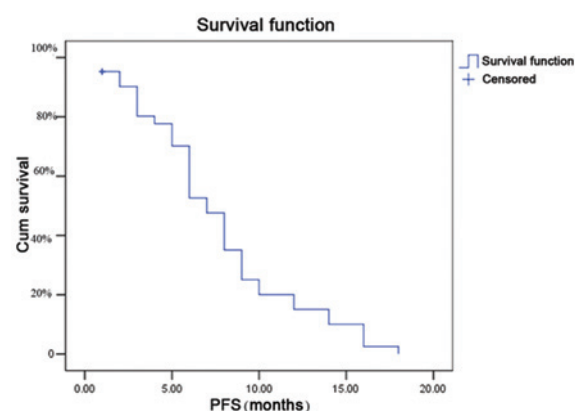 Survival function
100%
80%
60%
40%
20%
0
Cum survival
0.00 5.00 10.00 15.00 20.00
PFS(months)
Survival function
Censored